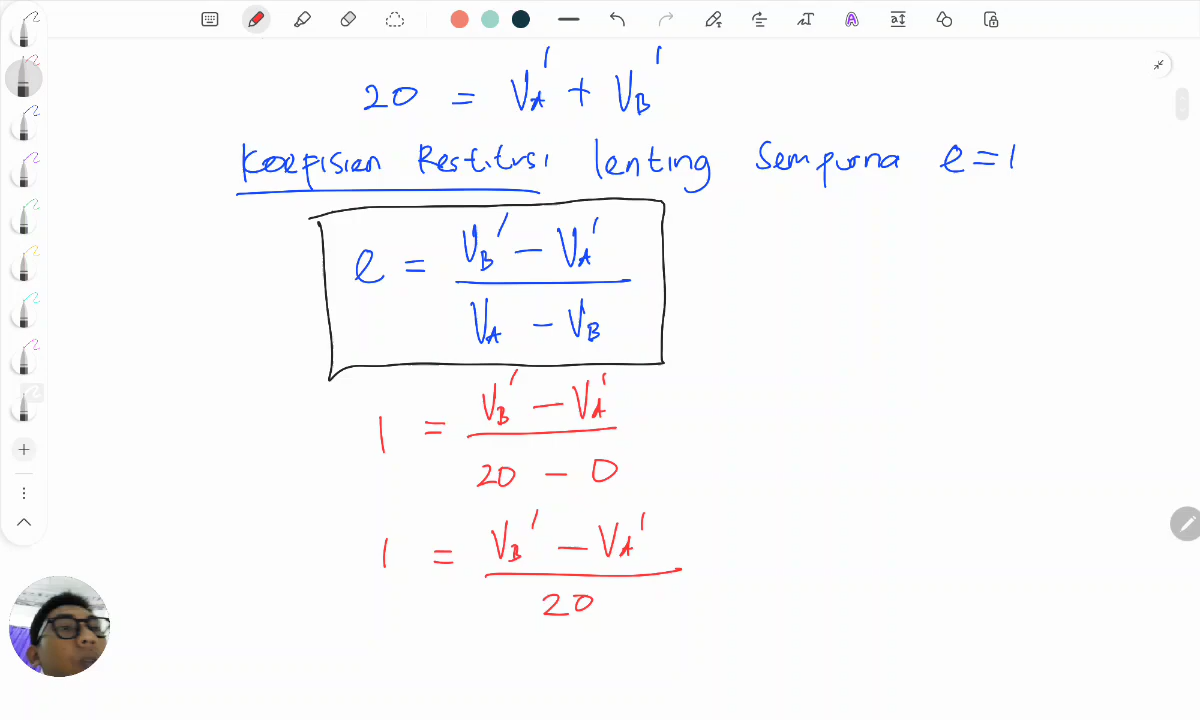 20 = VA' + VB'
Koefisien Restitusi lenting Sempurna e = 1
e = VB' - VA' / VA - VB
1 = VB' - VA' / 20 - 0
1 = VB' - VA' / 20